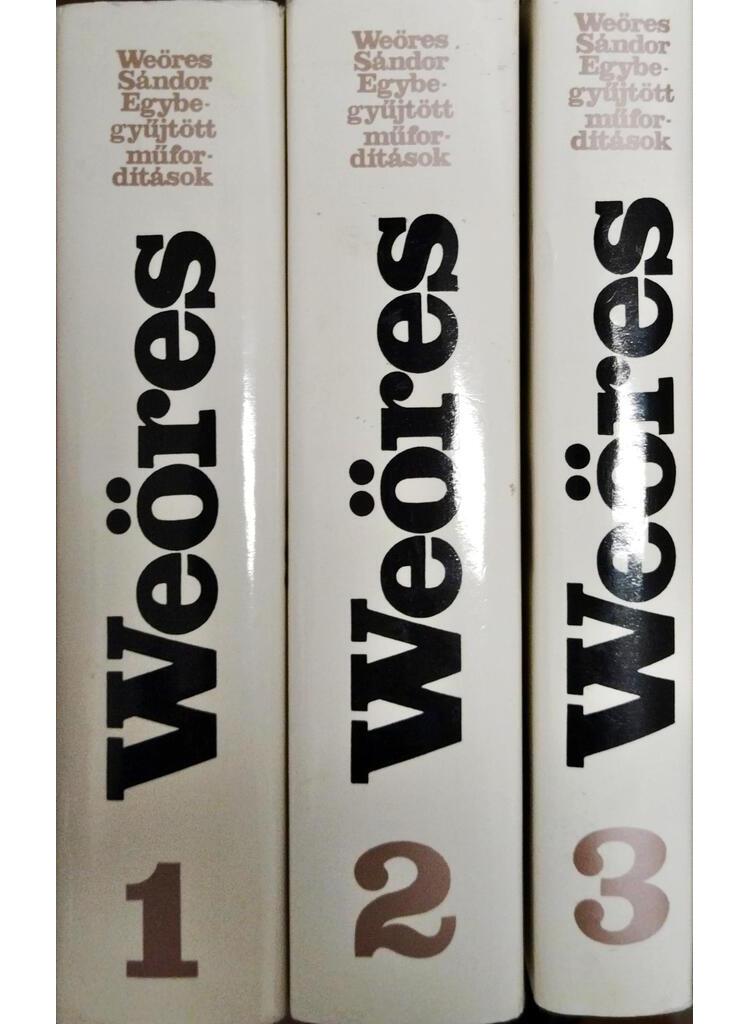 Weöres
Sándor
Egybe-
gyűjtött
műfor-
dítások
Weöres
1
Weöres
Sándor
Egybe-
gyűjtött
műfor-
dítások
Weöres
2
Weöres
Sándor
Egybe-
gyűjtött
műfor-
dítások
Weöres
3